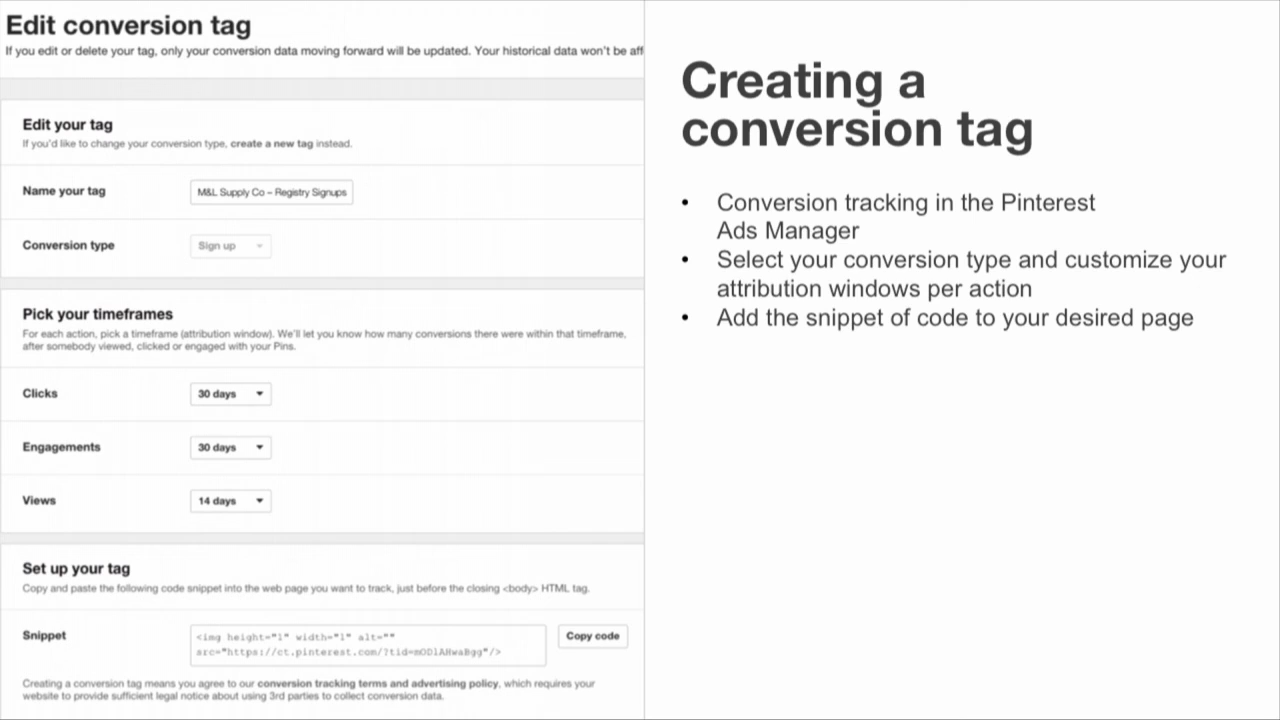 Edit conversion tag
If you edit or delete your tag, only your conversion data moving forward will be updated. Your historical data won't be aff
Edit your tag
If you'd like to change your conversion type, create a new tag instead.
Name your tag
M&L Supply Co – Registry Signups
Conversion type
Sign up
Pick your timeframes
For each action, pick a timeframe (attribution window). We'll let you know how many conversions there were within that timeframe,
after somebody viewed, clicked or engaged with your Pins.
Clicks
30 days
Engagements
30 days
Views
14 days
Set up your tag
Copy and paste the following code snippet into the web page you want to track, just before the closing <body> HTML tag.
Snippet
<img height="1" width="1" alt=""
src="https://ct.pinterest.com/?tid=mODlAHwaBgg"/>
Copy code
Creating a conversion tag means you agree to our conversion tracking terms and advertising policy, which requires your
website to provide sufficient legal notice about using 3rd parties to collect conversion data.
Creating a
conversion tag
• Conversion tracking in the Pinterest
Ads Manager
• Select your conversion type and customize your
attribution windows per action
• Add the snippet of code to your desired page